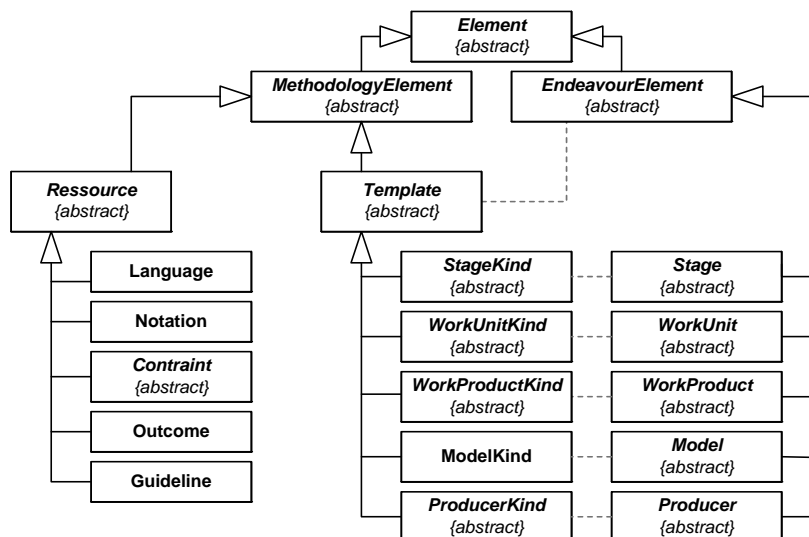 Element
{abstract}
MethodologyElement
{abstract}
EndeavourElement
{abstract}
Ressource
{abstract}
Template
{abstract}
Language
Notation
Contraint
{abstract}
Outcome
Guideline
StageKind
{abstract}
Stage
{abstract}
WorkUnitKind
{abstract}
WorkUnit
{abstract}
WorkProductKind
{abstract}
WorkProduct
{abstract}
ModelKind
Model
{abstract}
ProducerKind
{abstract}
Producer
{abstract}